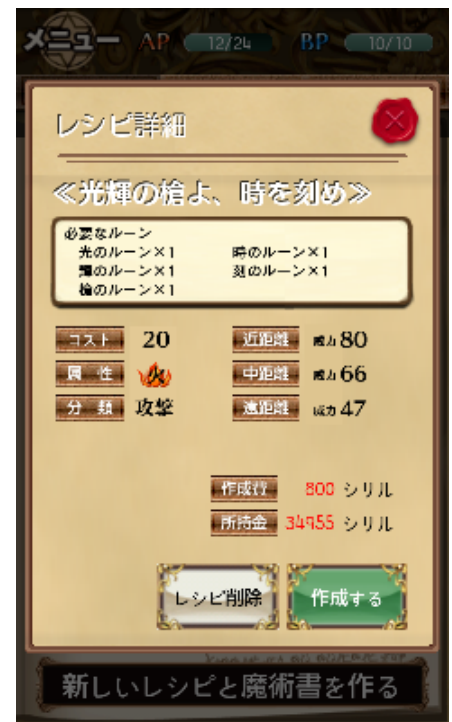 メニュー AP 12/24 BP 10/10
レシピ詳細
≪光輝の槍よ、時を刻め≫
必要なルーン
光のルーン×1 時のルーン×1
輝のルーン×1 刻のルーン×1
槍のルーン×1
コスト 20 近距離 威力 80
属性 火 中距離 威力 66
分類 攻撃 遠距離 威力 47
作成費 800 シリル
所持金 34955 シリル
レシピ削除 作成する
新しいレシピと魔術書を作る